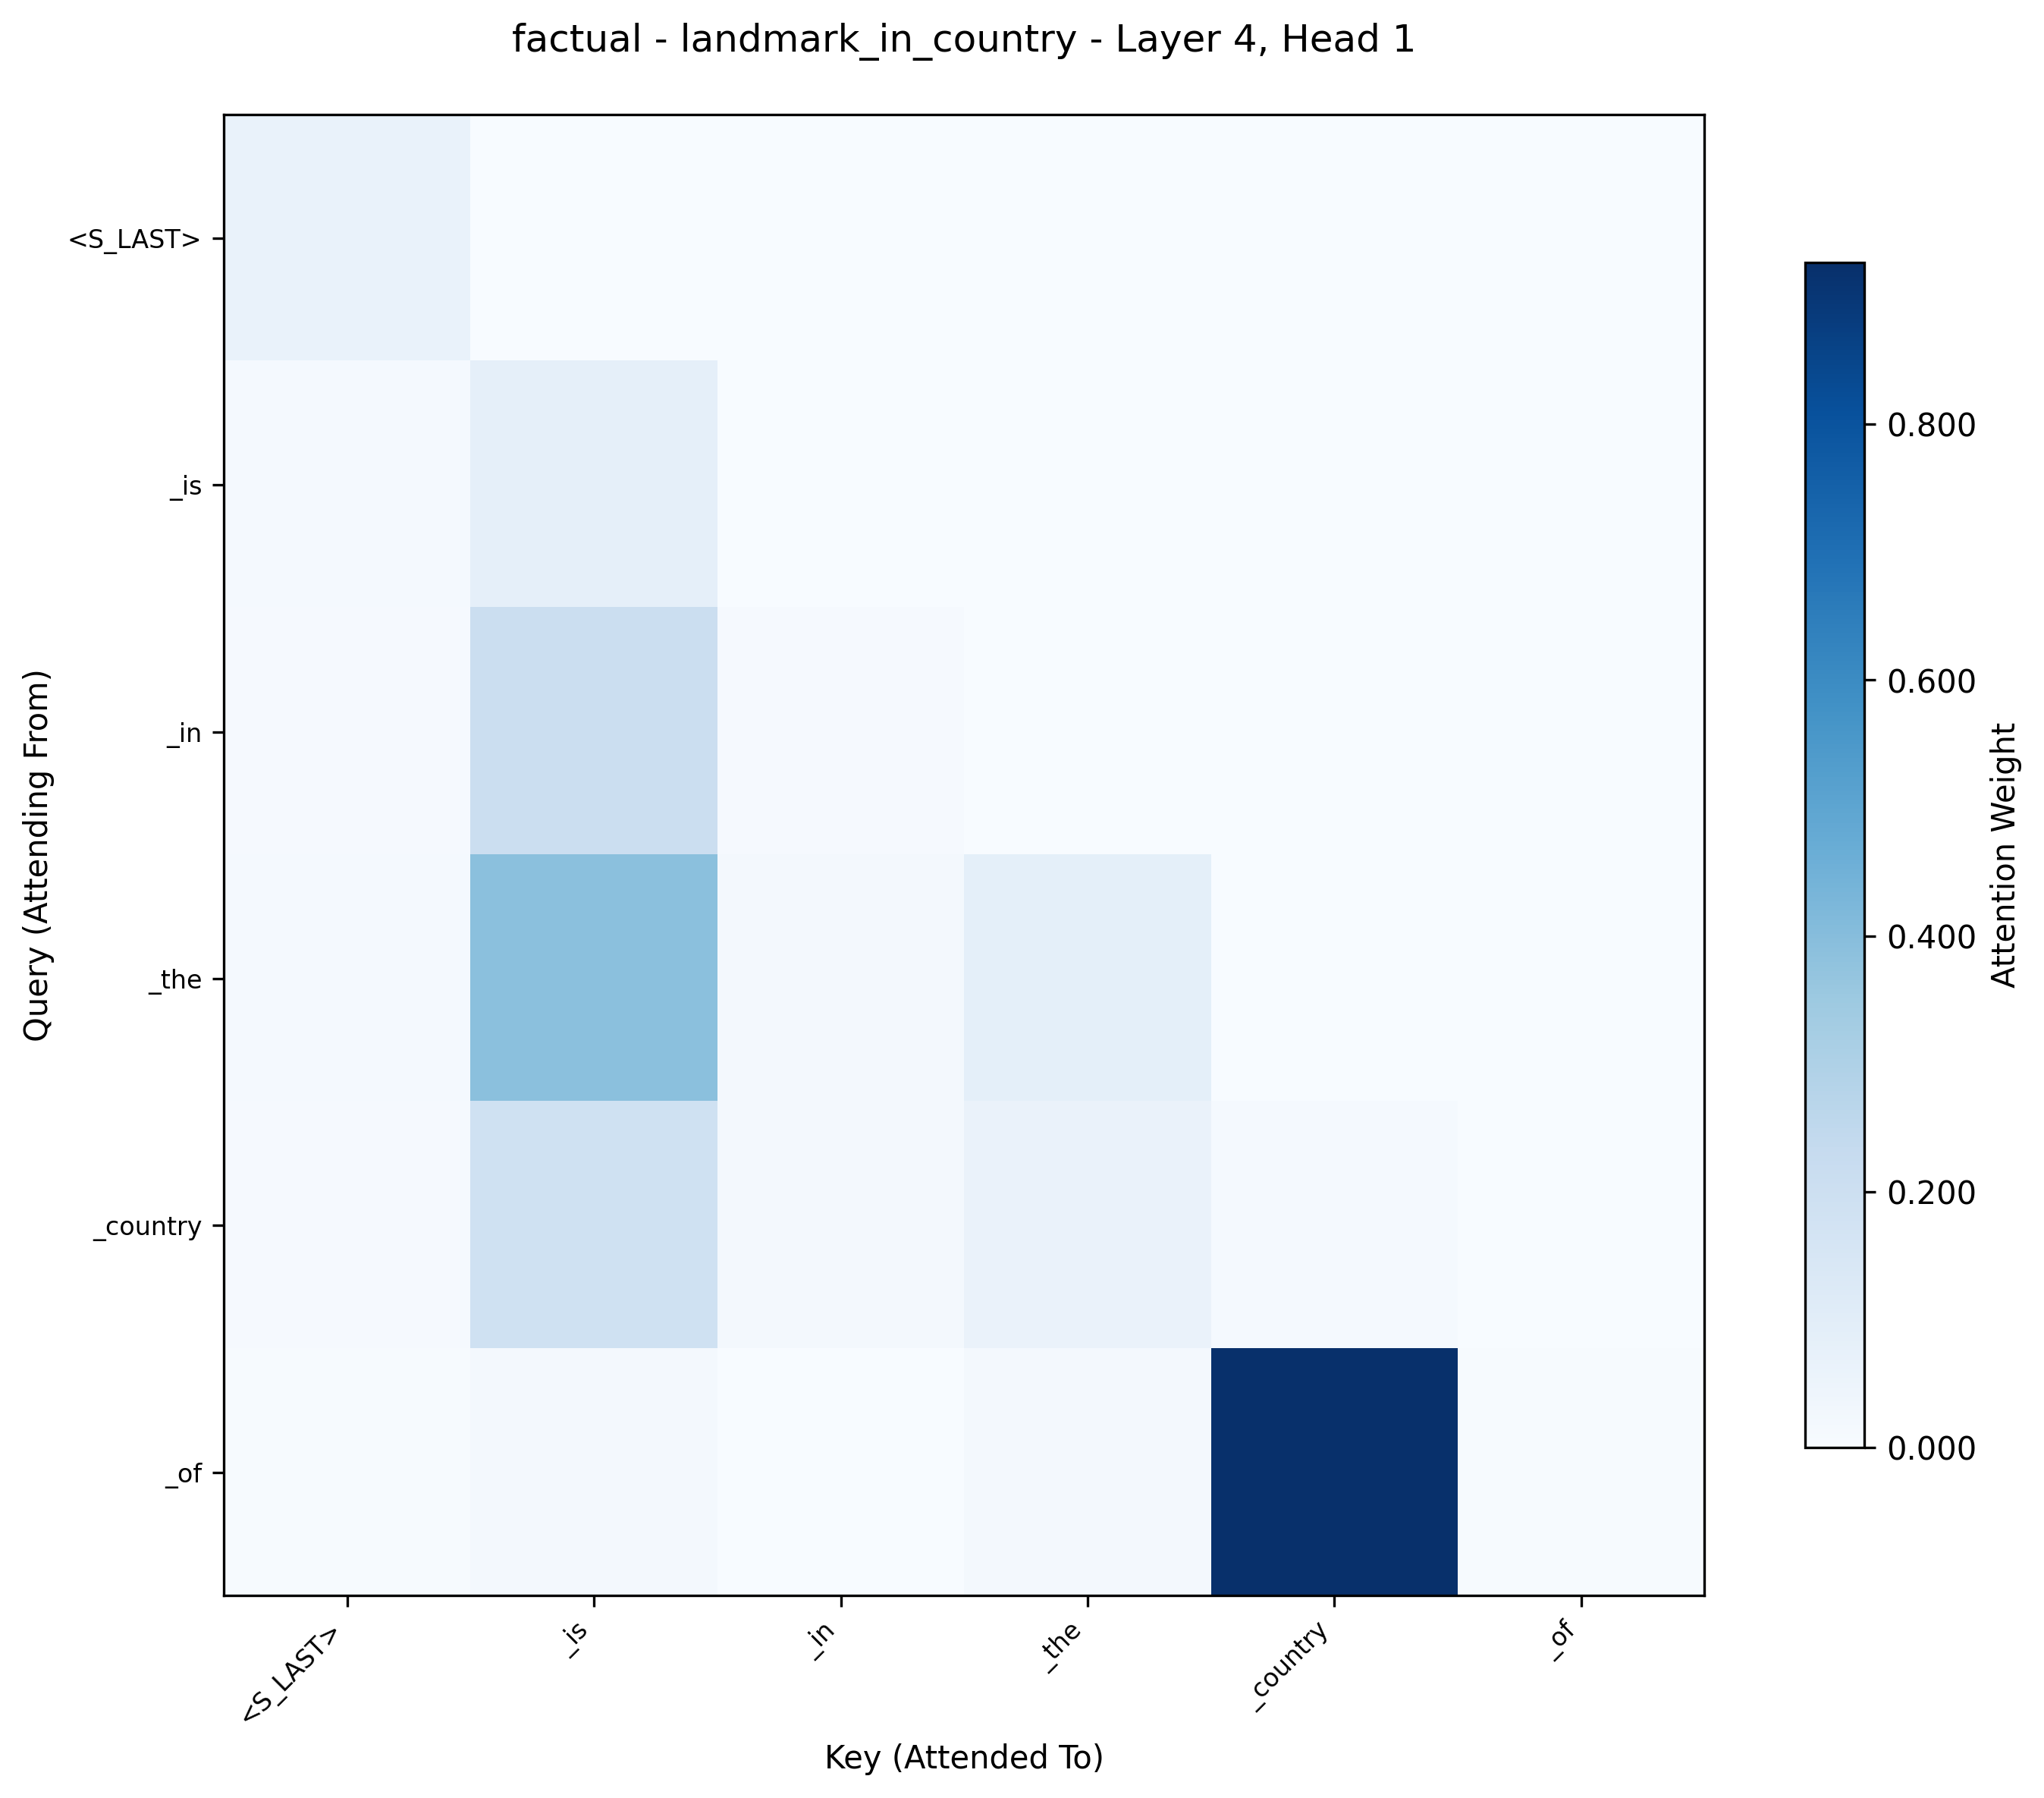 factual - landmark_in_country - Layer 4, Head 1
Query (Attending From)
<S_LAST>
_is
_in
_the
_country
_of
<S_LAST>
_is
_in
_the
_country
_of
Key (Attended To)
0.800
0.600
0.400
0.200
0.000
Attention Weight